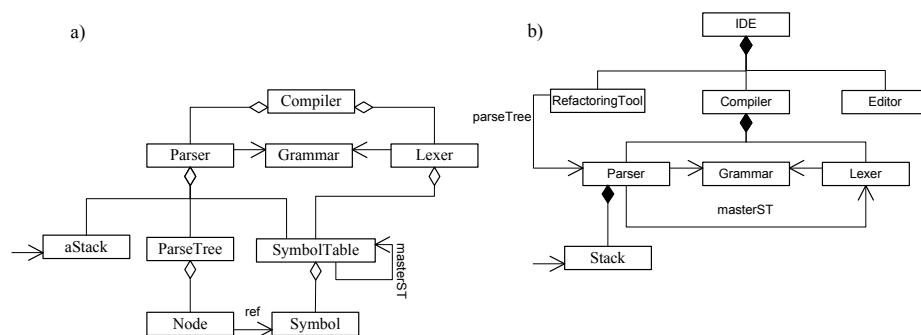 a)
Compiler
Parser
Grammar
Lexer
aStack
ParseTree
SymbolTable
masterST
Node
ref
Symbol
b)
IDE
RefactoringTool
Compiler
Editor
parseTree
Parser
Grammar
Lexer
masterST
Stack